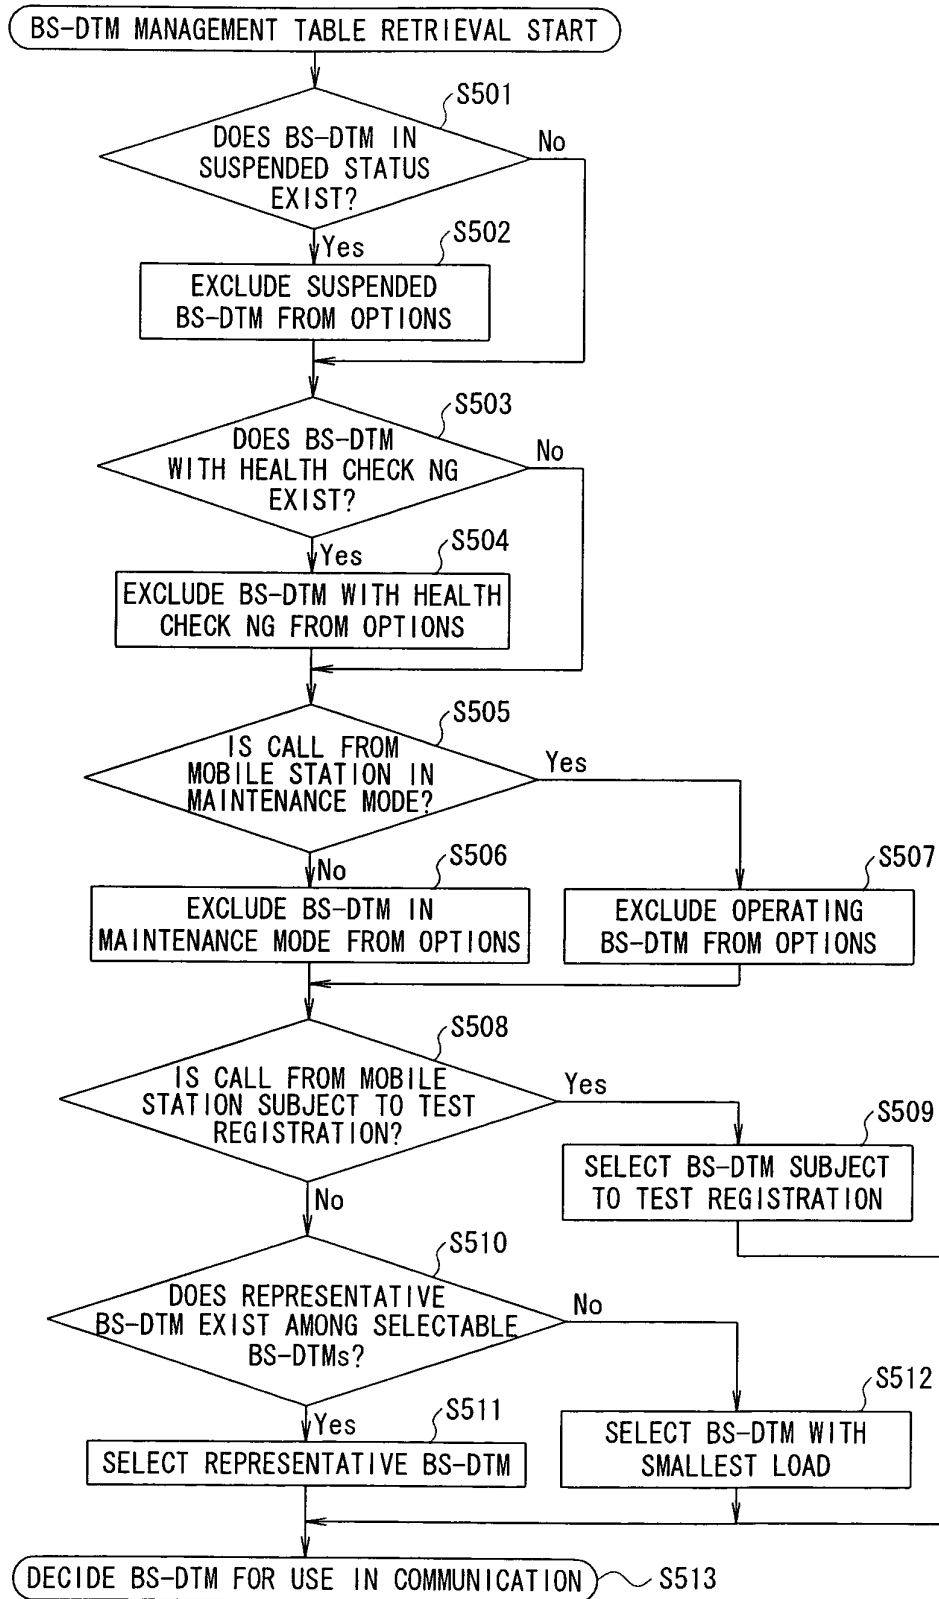 BS-DTM MANAGEMENT TABLE RETRIEVAL START
S501
DOES BS-DTM IN
SUSPENDED STATUS
EXIST?
No
Yes
S502
EXCLUDE SUSPENDED
BS-DTM FROM OPTIONS
S503
DOES BS-DTM
WITH HEALTH CHECK NG
EXIST?
No
Yes
S504
EXCLUDE BS-DTM WITH HEALTH
CHECK NG FROM OPTIONS
S505
IS CALL FROM
MOBILE STATION IN
MAINTENANCE MODE?
Yes
No
S506
EXCLUDE BS-DTM IN
MAINTENANCE MODE FROM OPTIONS
S507
EXCLUDE OPERATING
BS-DTM FROM OPTIONS
S508
IS CALL FROM MOBILE
STATION SUBJECT TO TEST
REGISTRATION?
Yes
No
S509
SELECT BS-DTM SUBJECT
TO TEST REGISTRATION
S510
DOES REPRESENTATIVE
BS-DTM EXIST AMONG SELECTABLE
BS-DTMs?
No
Yes
S511
SELECT REPRESENTATIVE BS-DTM
S512
SELECT BS-DTM WITH
SMALLEST LOAD
DECIDE BS-DTM FOR USE IN COMMUNICATION
S513